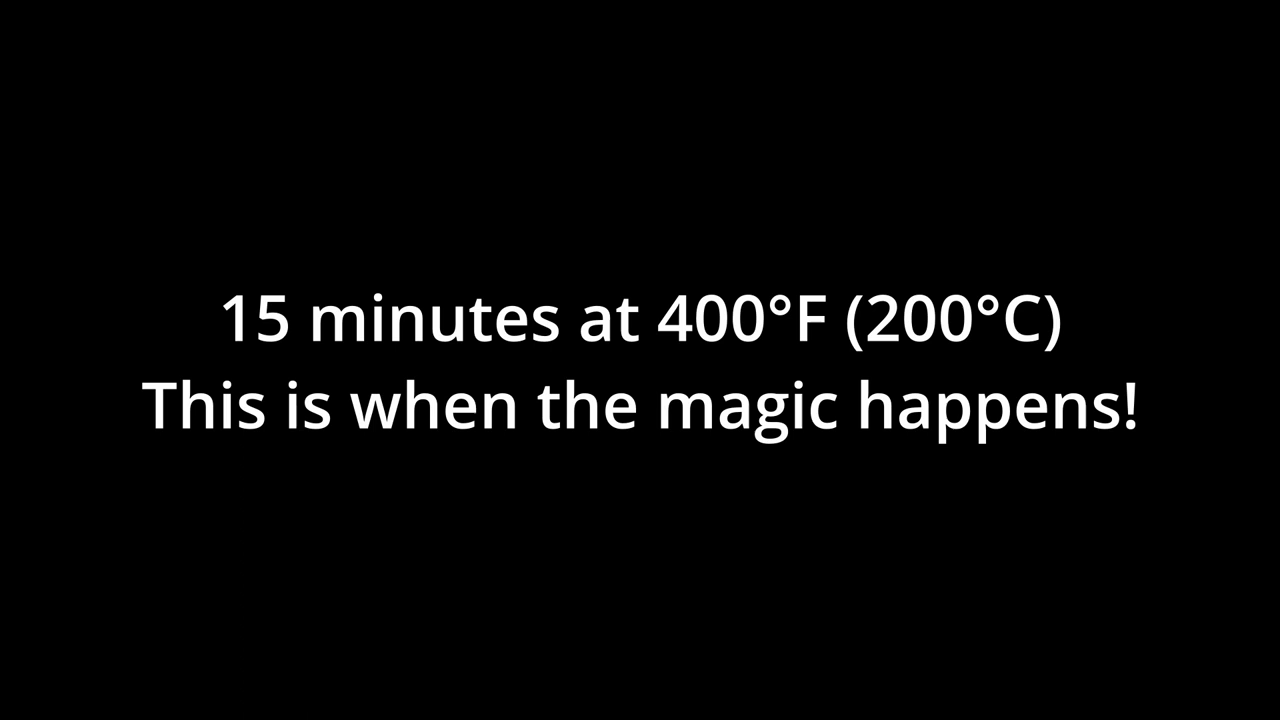 15 minutes at 400°F (200°C)
This is when the magic happens!